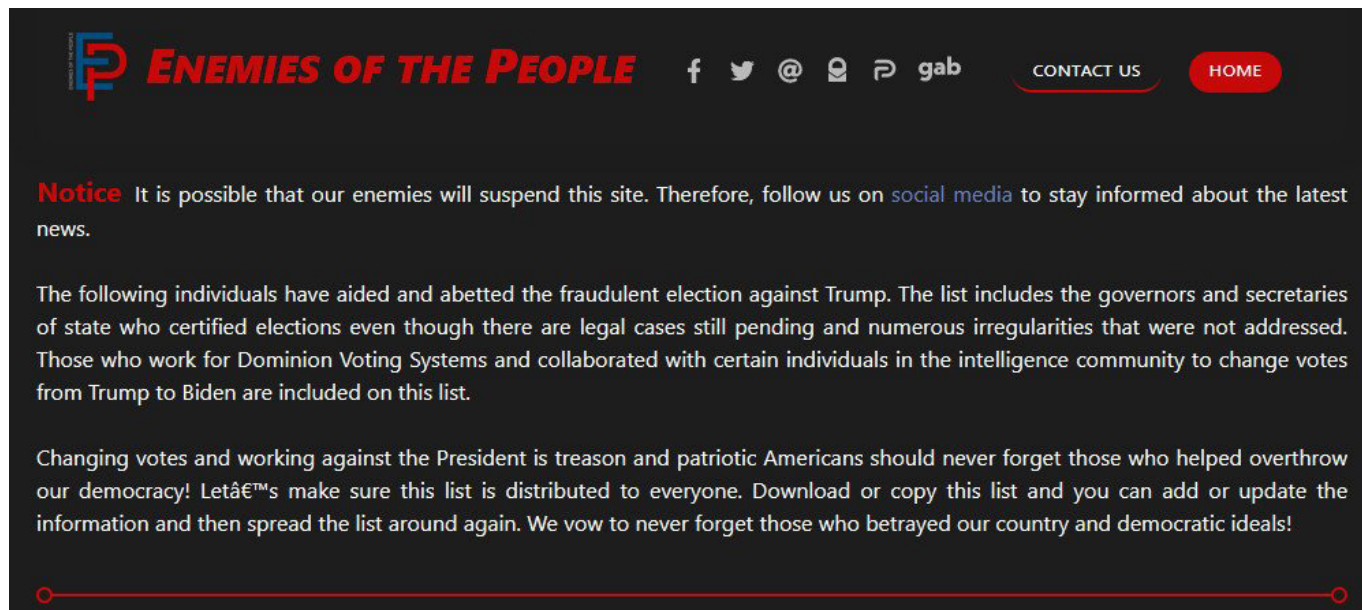 ENEMIES OF THE PEOPLE
gab
CONTACT US
HOME
Notice It is possible that our enemies will suspend this site. Therefore, follow us on social media to stay informed about the latest
news.
The following individuals have aided and abetted the fraudulent election against Trump. The list includes the governors and secretaries
of state who certified elections even though there are legal cases still pending and numerous irregularities that were not addressed.
Those who work for Dominion Voting Systems and collaborated with certain individuals in the intelligence community to change votes
from Trump to Biden are included on this list.
Changing votes and working against the President is treason and patriotic Americans should never forget those who helped overthrow
our democracy! Letâ€™s make sure this list is distributed to everyone. Download or copy this list and you can add or update the
information and then spread the list around again. We vow to never forget those who betrayed our country and democratic ideals!